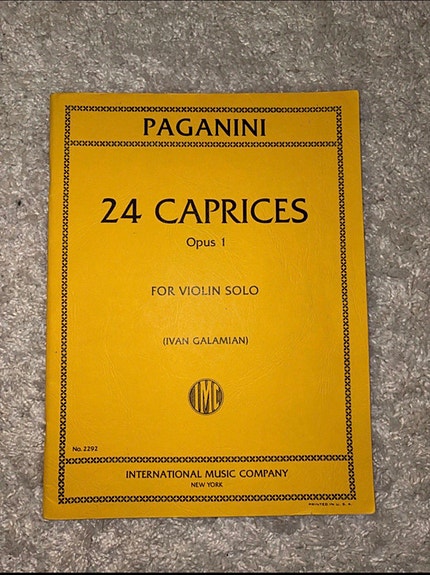 PAGANINI
24 CAPRICES
Opus 1
FOR VIOLIN SOLO
(IVAN GALAMIAN)
IMC
No. 2292
INTERNATIONAL MUSIC COMPANY
NEW YORK
PRINTED IN U. S. A.